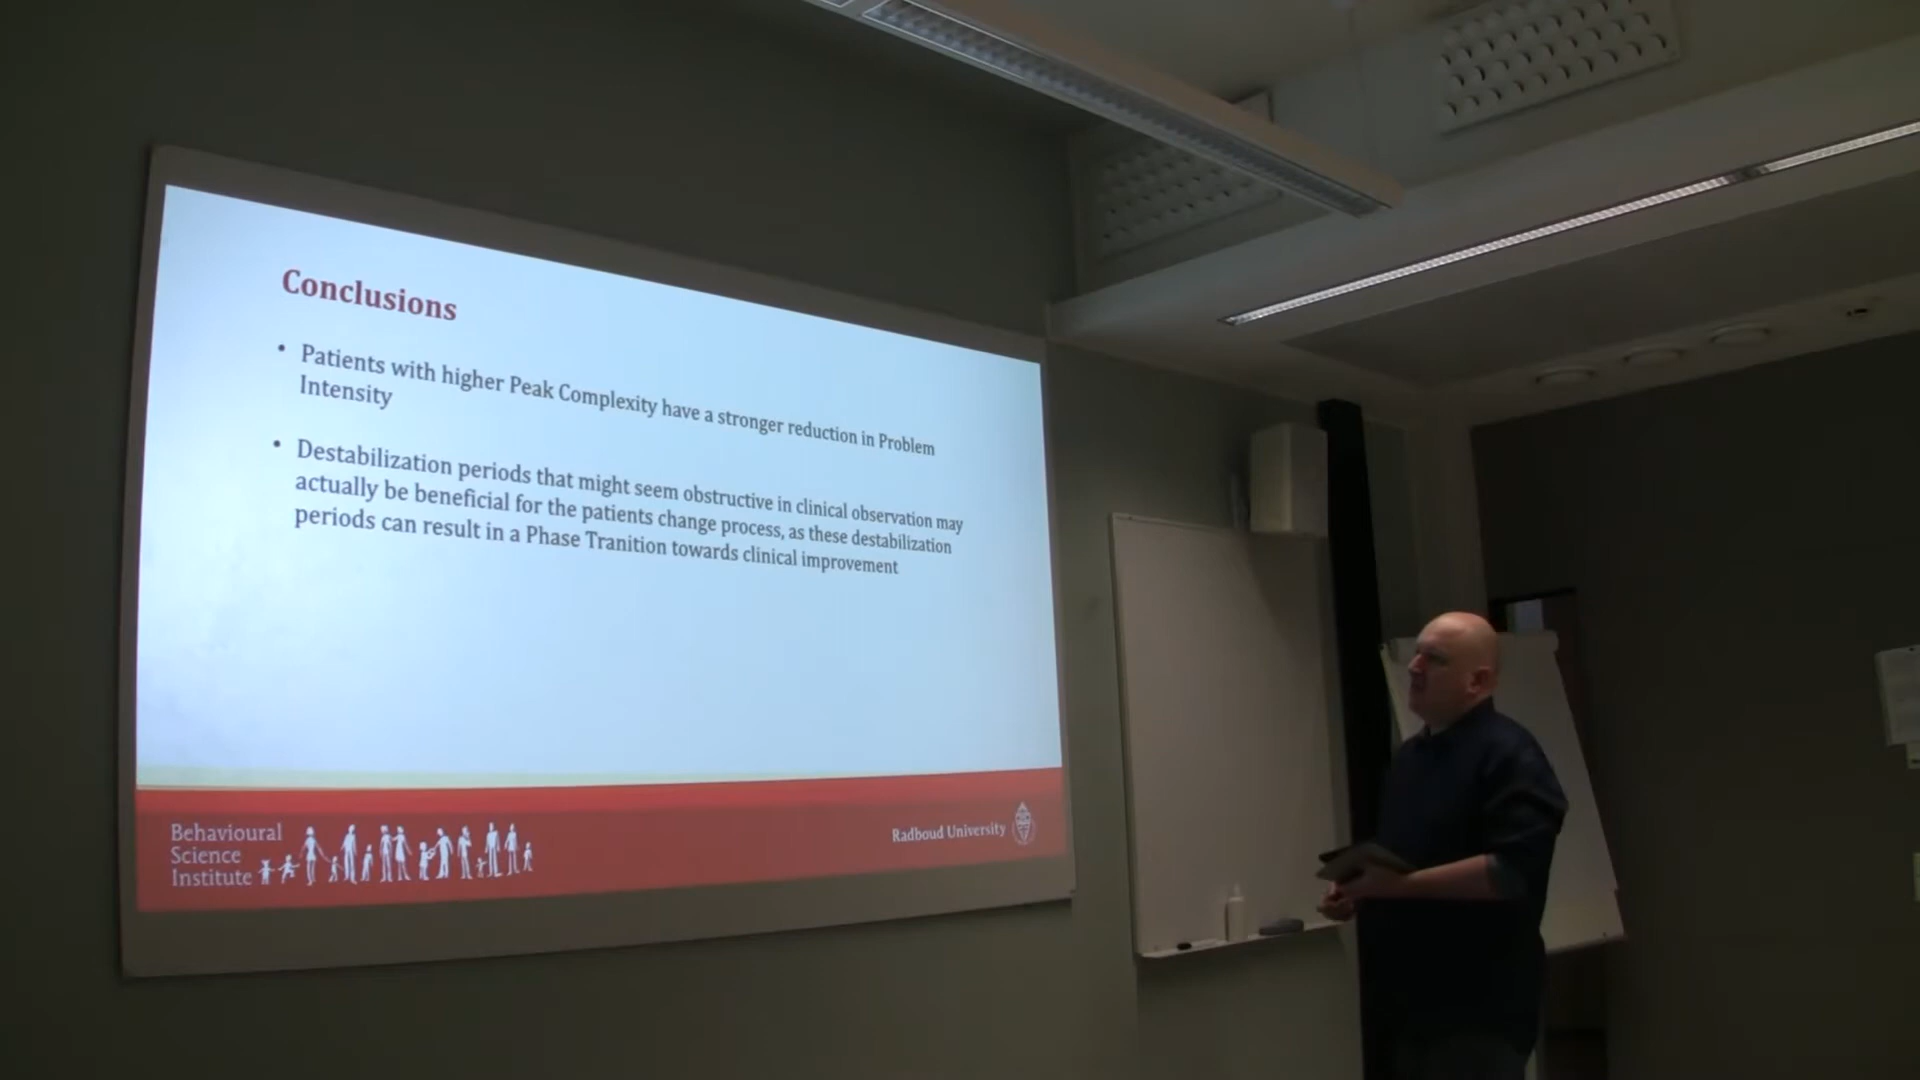 Conclusions
• Patients with higher Peak Complexity have a stronger reduction in Problem
Intensity
• Destabilization periods that might seem obstructive in clinical observation may
actually be beneficial for the patients change process, as these destabilization
periods can result in a Phase Tranition towards clinical improvement
Behavioural
Science
Institute
Radboud University